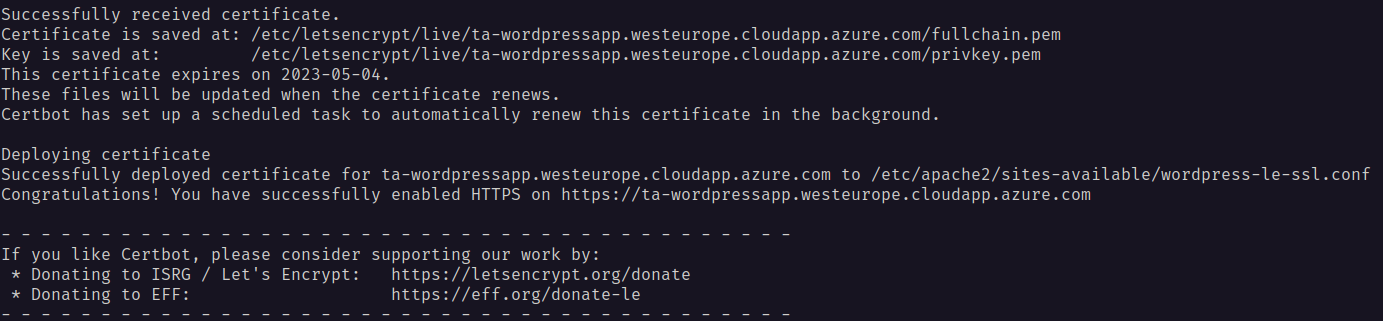 Successfully received certificate.
Certificate is saved at: /etc/letsencrypt/live/ta-wordpressapp.westeurope.cloudapp.azure.com/fullchain.pem
Key is saved at:         /etc/letsencrypt/live/ta-wordpressapp.westeurope.cloudapp.azure.com/privkey.pem
This certificate expires on 2023-05-04.
These files will be updated when the certificate renews.
Certbot has set up a scheduled task to automatically renew this certificate in the background.

Deploying certificate
Successfully deployed certificate for ta-wordpressapp.westeurope.cloudapp.azure.com to /etc/apache2/sites-available/wordpress-le-ssl.conf
Congratulations! You have successfully enabled HTTPS on https://ta-wordpressapp.westeurope.cloudapp.azure.com

- - - - - - - - - - - - - - - - - - - - - - - - - - - - - - - - - - - - - - - -
If you like Certbot, please consider supporting our work by:
 * Donating to ISRG / Let's Encrypt:   https://letsencrypt.org/donate
 * Donating to EFF:                    https://eff.org/donate-le
- - - - - - - - - - - - - - - - - - - - - - - - - - - - - - - - - - - - - - - -